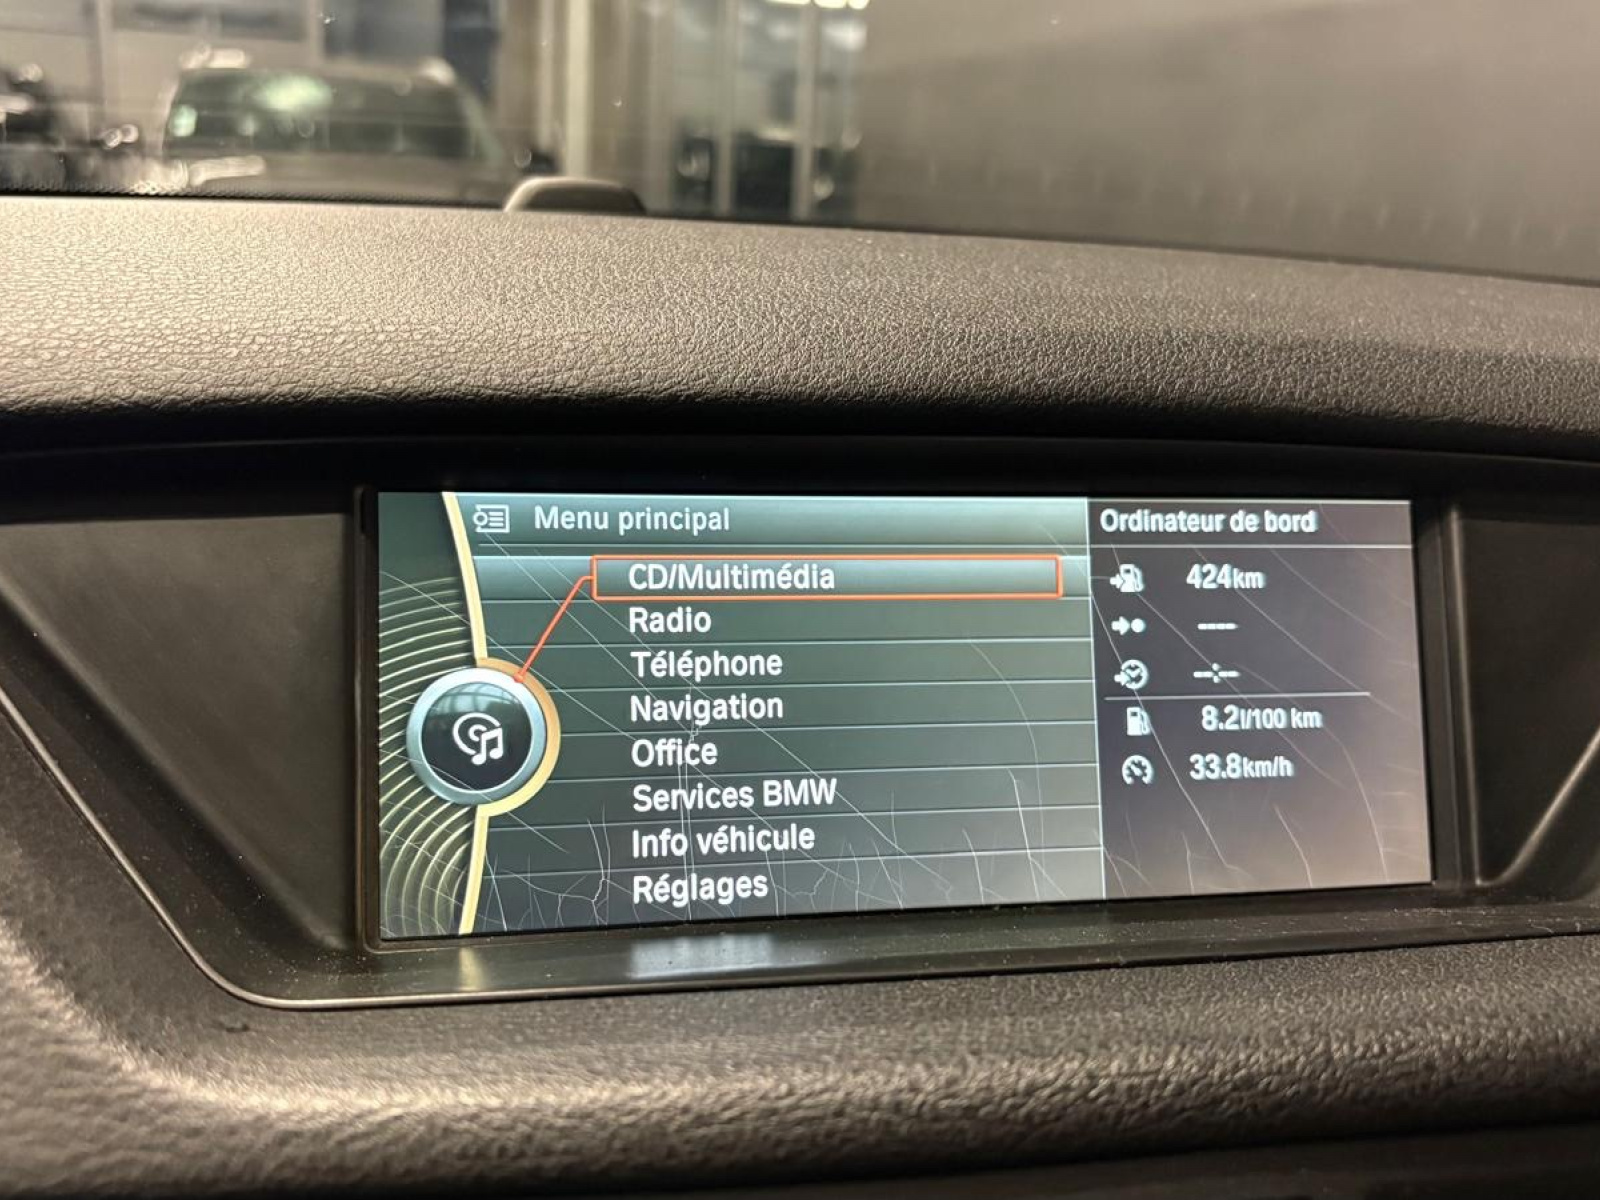 Menu principal
CD/Multimédia
Radio
Téléphone
Navigation
Office
Services BMW
Info véhicule
Réglages
Ordinateur de bord
424km
----
--:--
8.2l/100 km
33.8km/h